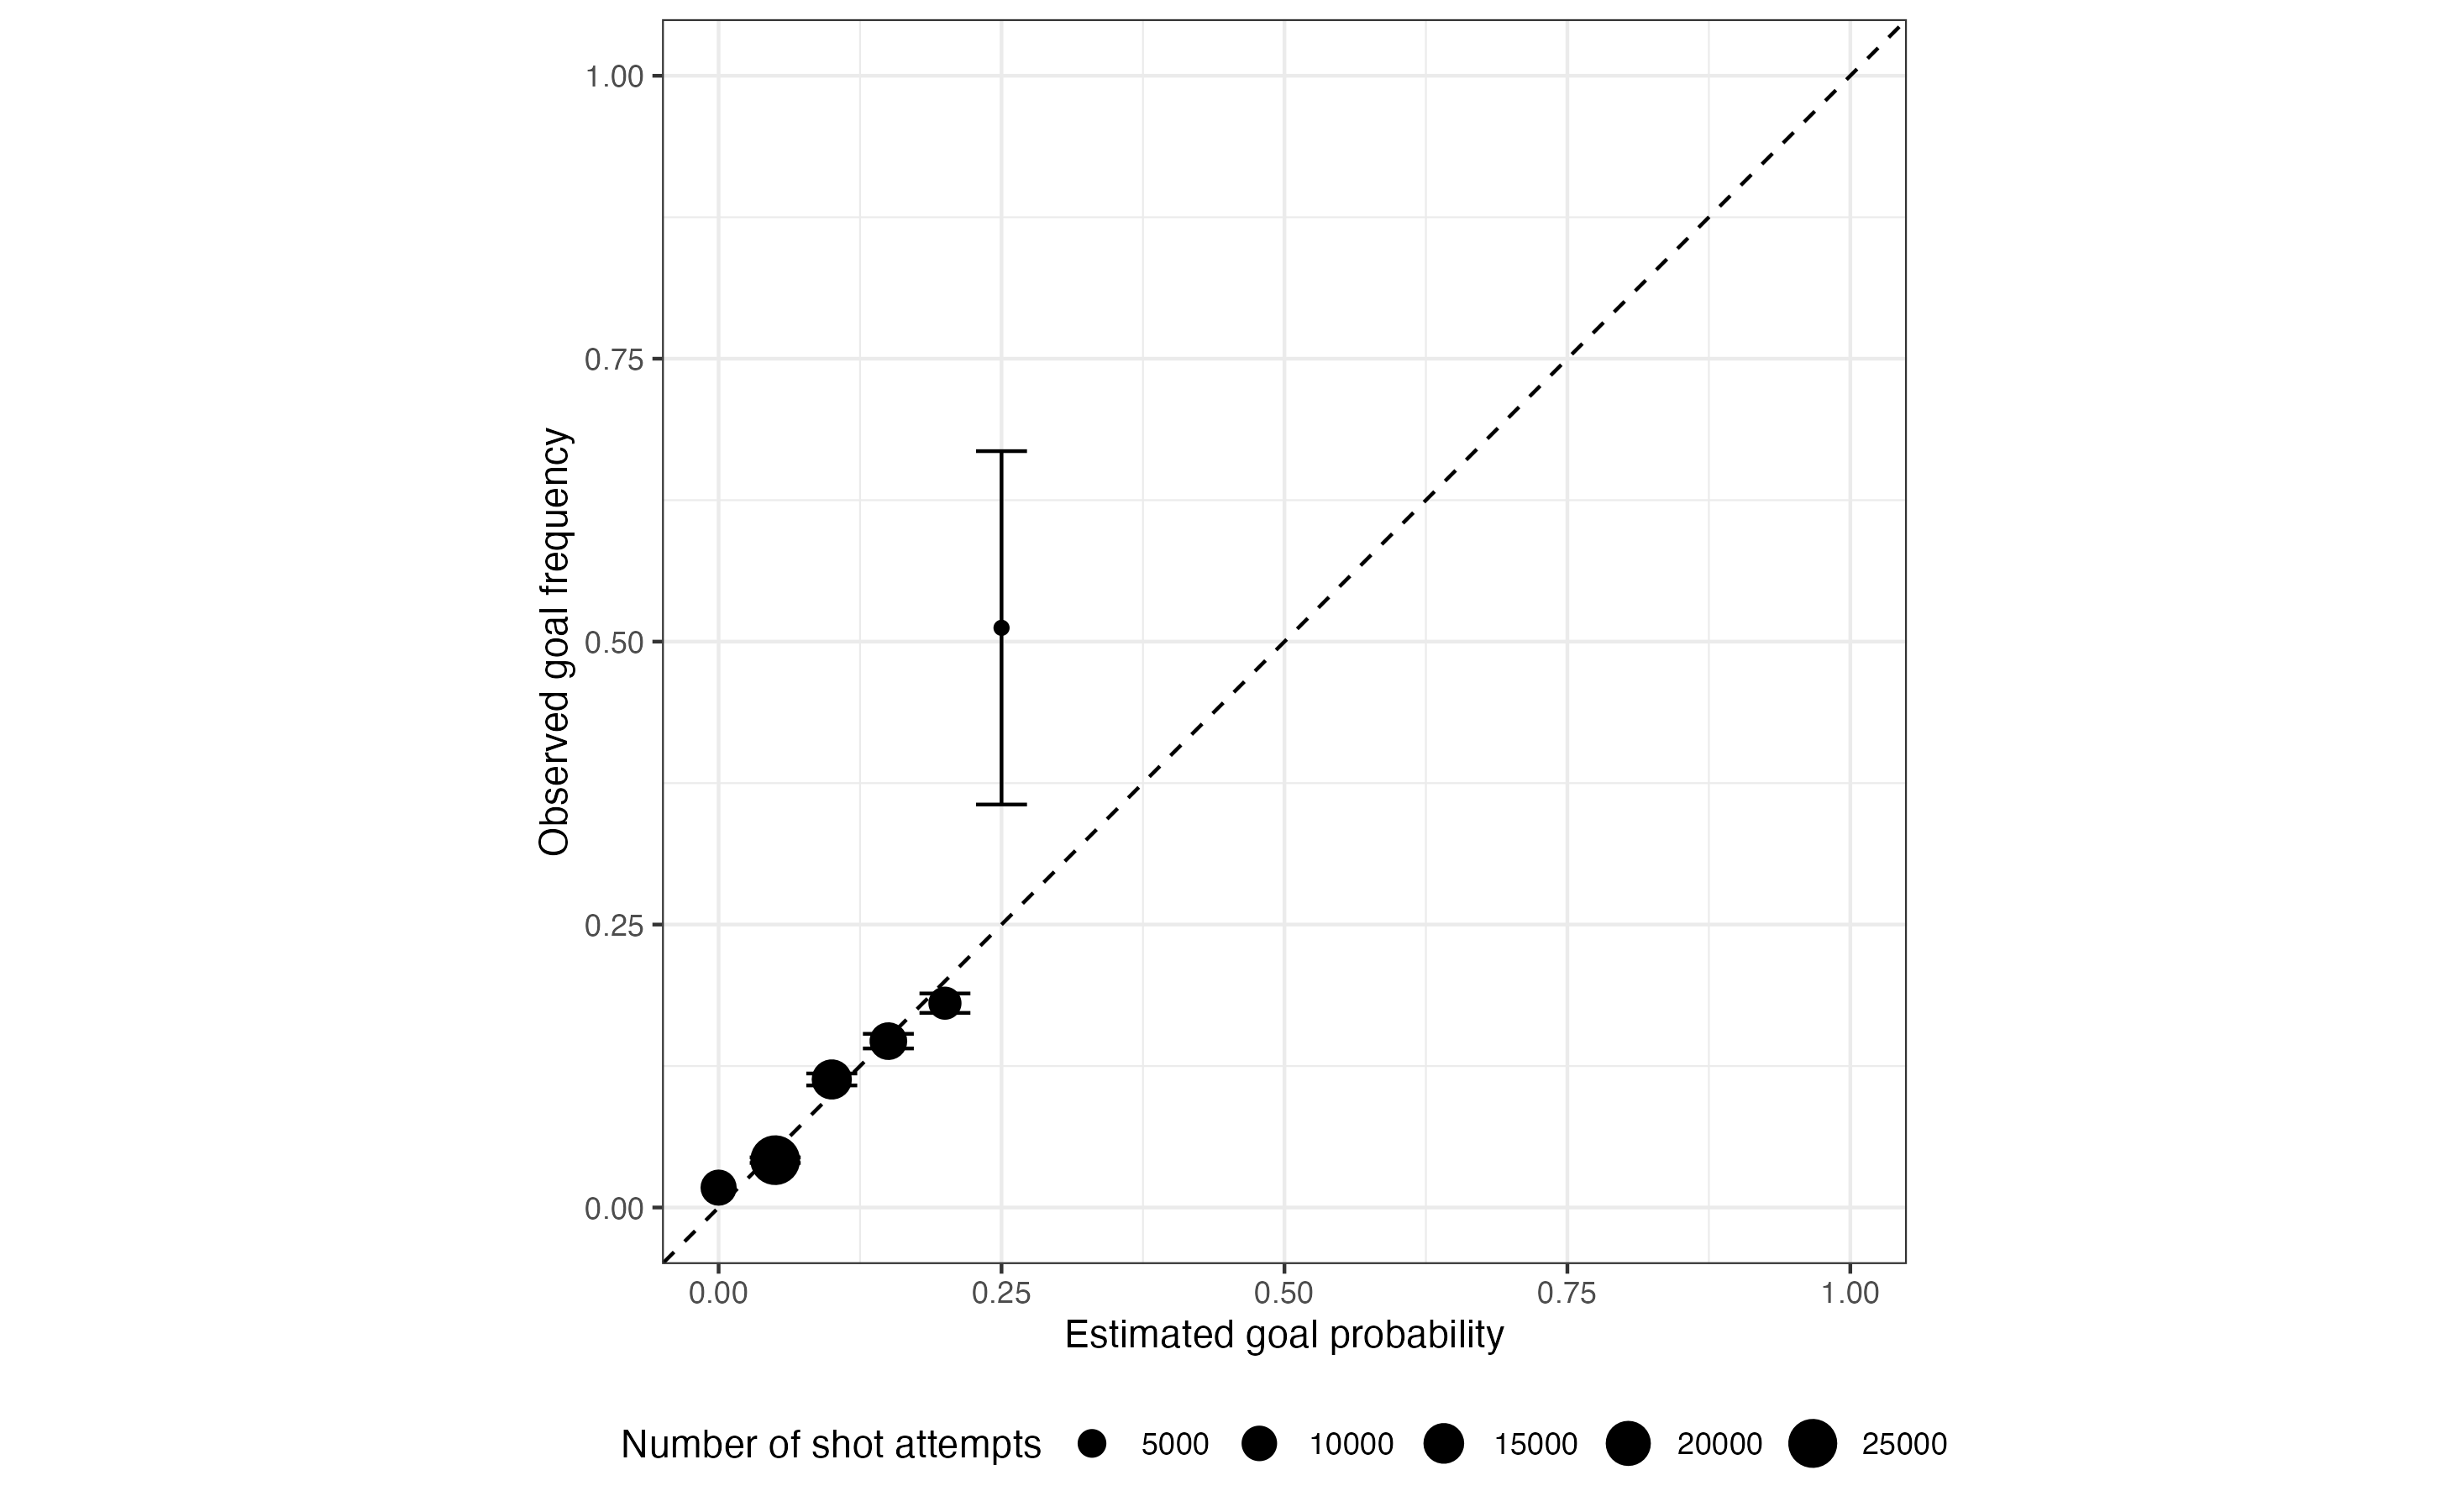 1.00
0.75
0.50
0.25
0.00
Observed goal frequency
0.00 0.25 0.50 0.75 1.00
Estimated goal probability
Number of shot attempts 5000 10000 15000 20000 25000